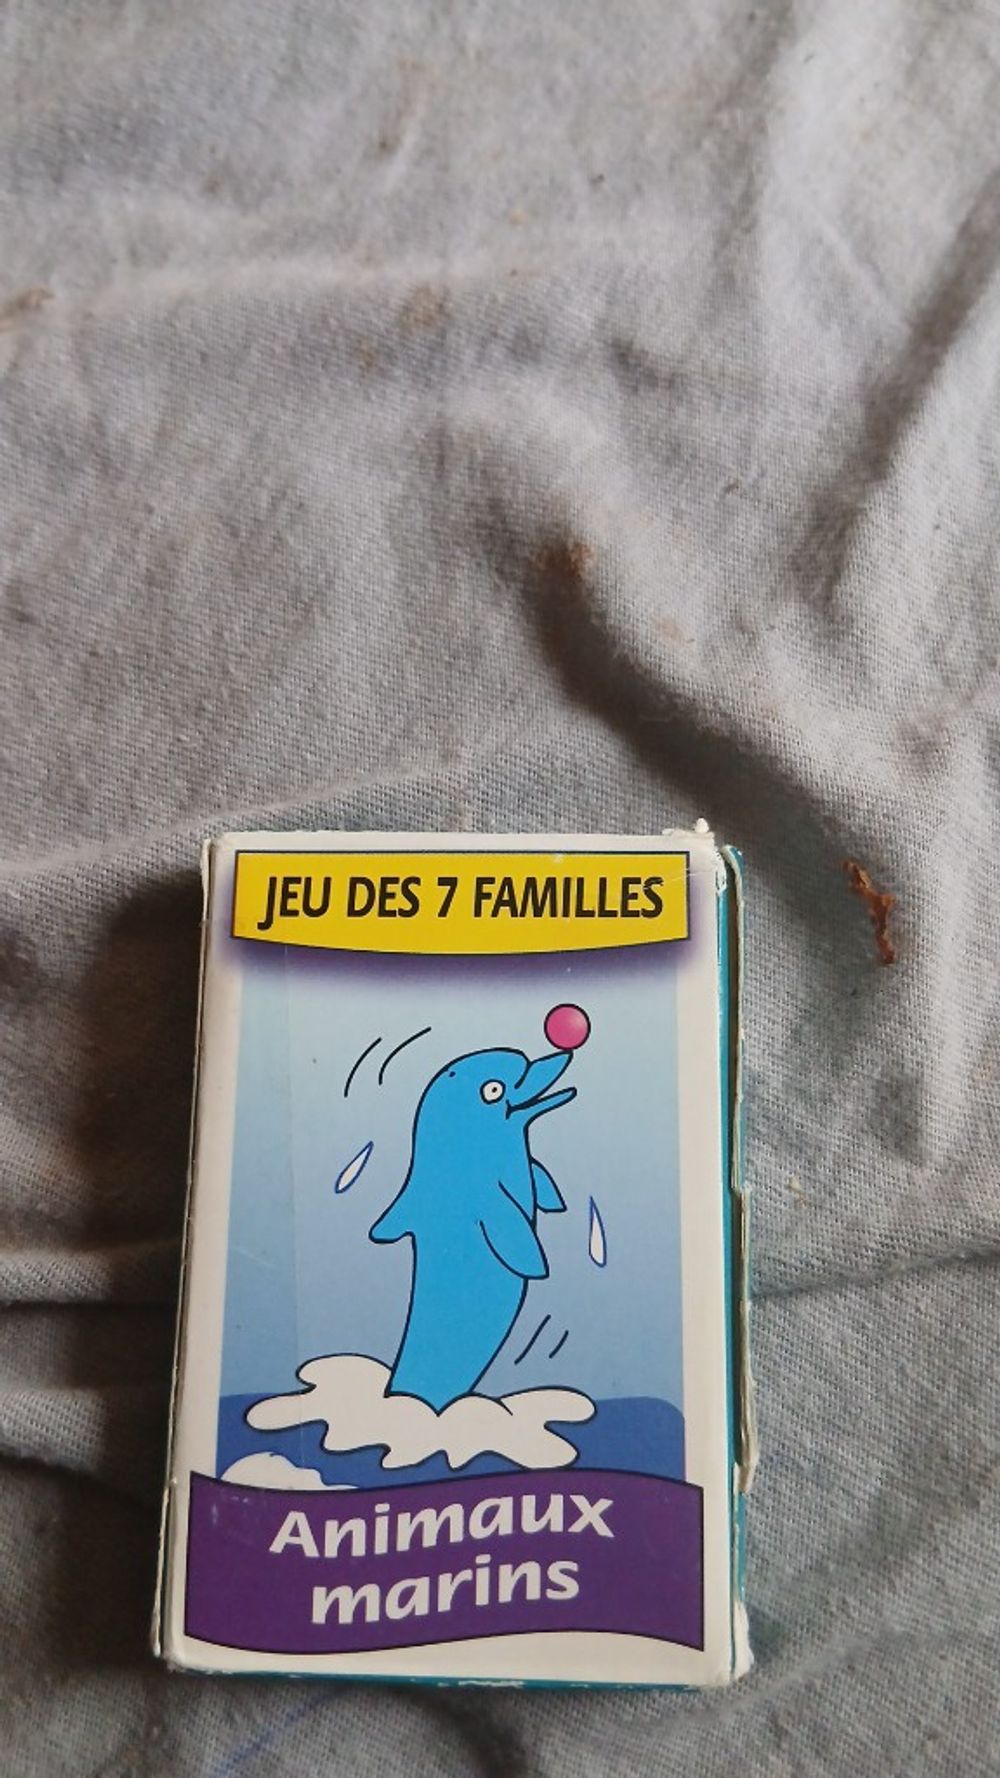 JEU DES 7 FAMILLES
Animaux
marins